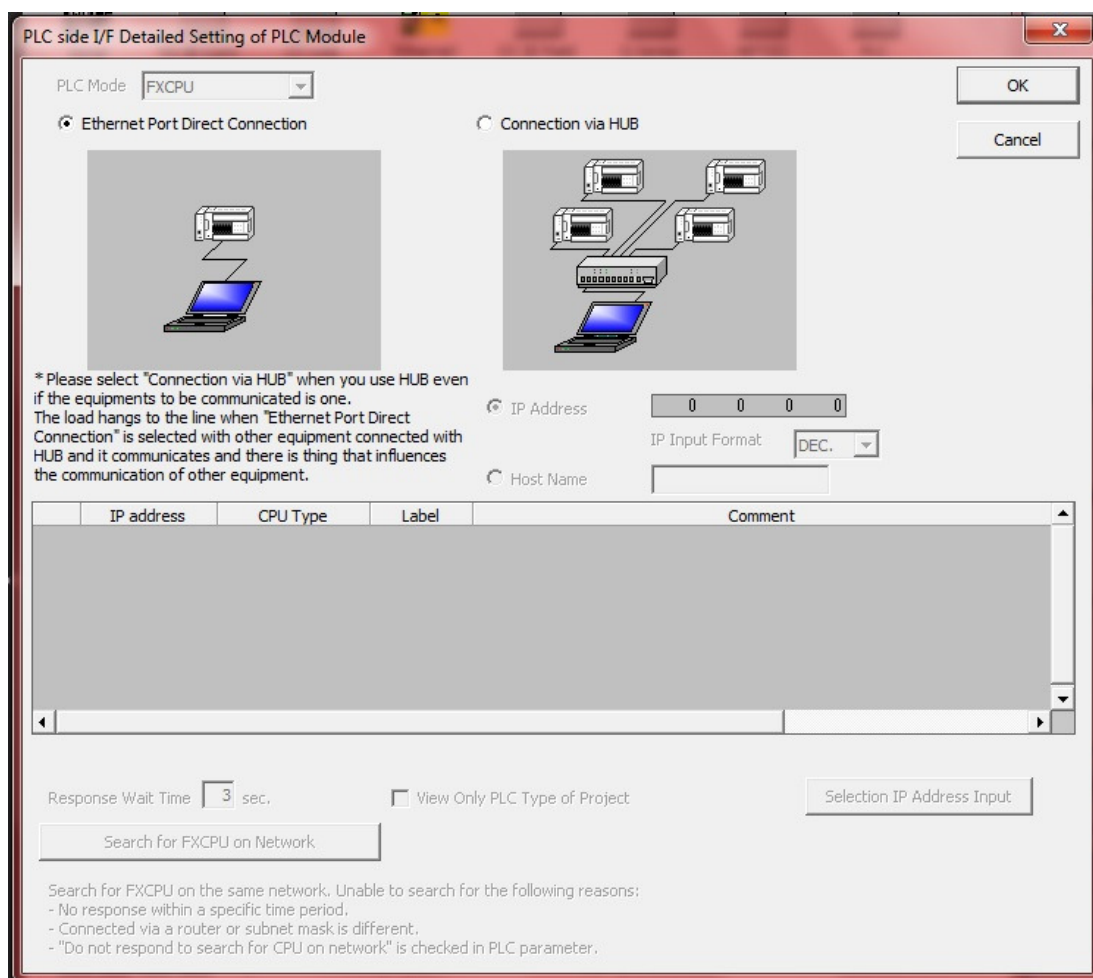 PLC side I/F Detailed Setting of PLC Module
PLC Mode FXCPU
OK
Ethernet Port Direct Connection
Connection via HUB
Cancel
* Please select "Connection via HUB" when you use HUB even
if the equipments to be communicated is one.
The load hangs to the line when "Ethernet Port Direct
Connection" is selected with other equipment connected with
HUB and it communicates and there is thing that influences
the communication of other equipment.
IP Address 0 0 0 0
IP Input Format DEC.
Host Name
IP address CPU Type Label Comment
Response Wait Time 3 sec.
View Only PLC Type of Project
Selection IP Address Input
Search for FXCPU on Network
Search for FXCPU on the same network. Unable to search for the following reasons:
- No response within a specific time period.
- Connected via a router or subnet mask is different.
- "Do not respond to search for CPU on network" is checked in PLC parameter.